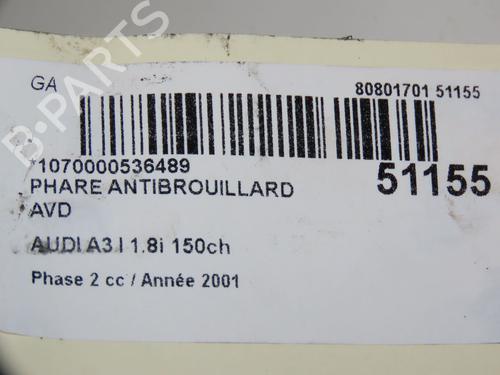 B-PARTS
GA
80801701 51155
*1070000536489
51155
PHARE ANTIBROUILLARD
AVD
AUDI A3 I 1.8i 150ch
Phase 2 cc / Année 2001